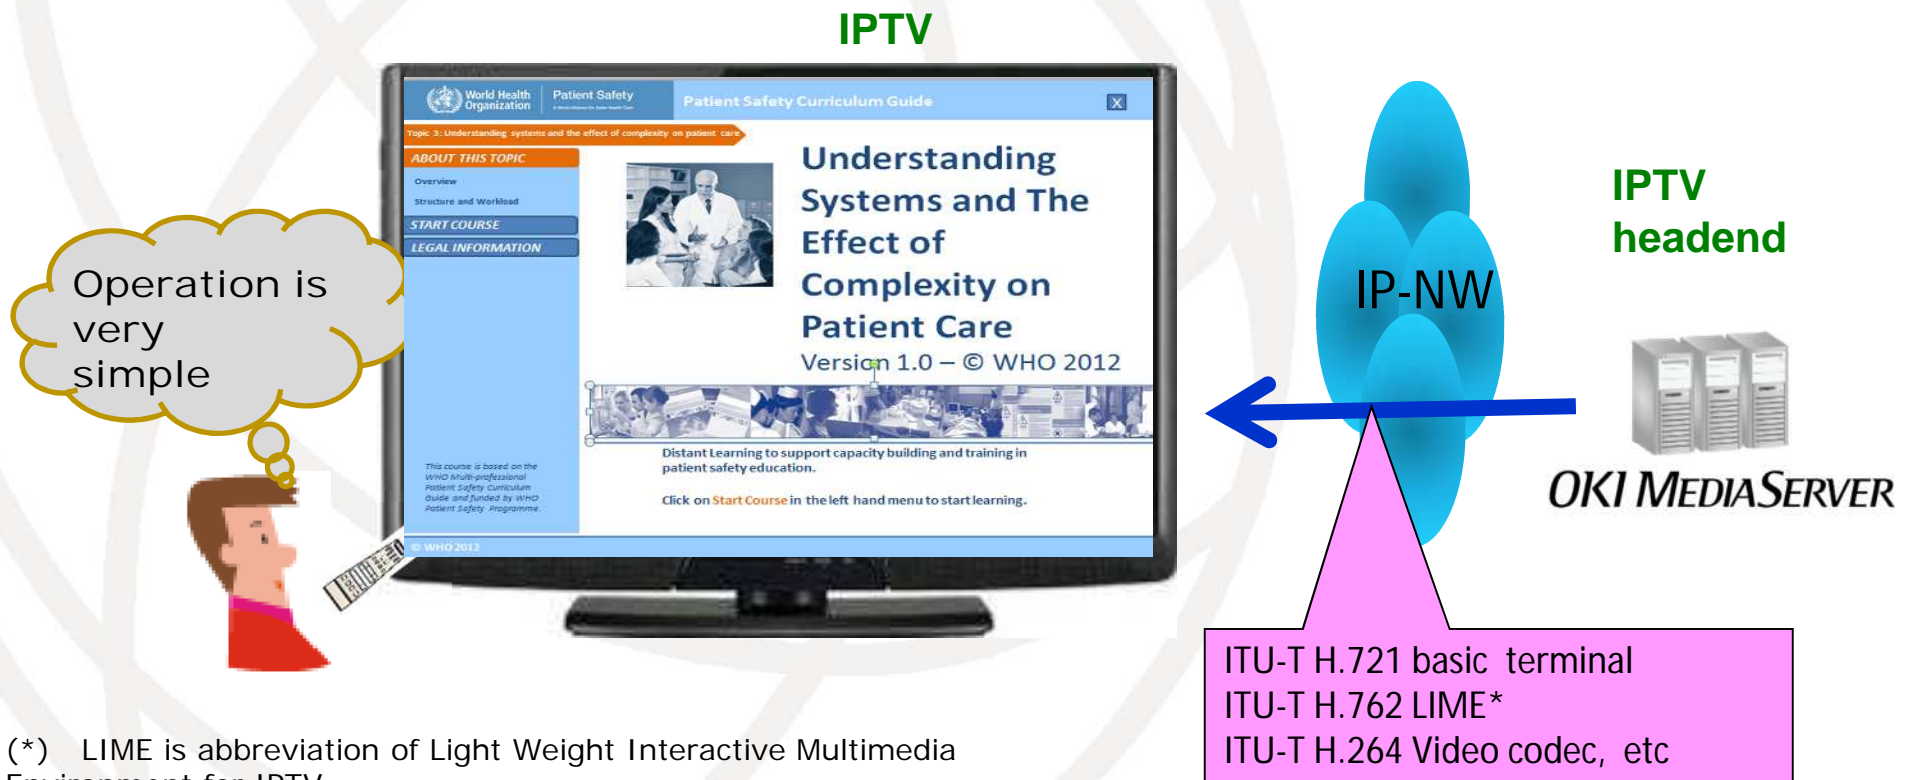 IPTV
World Health
Organization
Patient Safety
Patient Safety Curriculum Guide
X
Topic 3: Understanding systems and the effect of complexity on patient care
ABOUT THIS TOPIC
Overview
Structure and Workload
START COURSE
LEGAL INFORMATION
Understanding
Systems and The
Effect of
Complexity on
Patient Care
Version 1.0 – © WHO 2012
Distant Learning to support capacity building and training in
patient safety education.
Click on Start Course in the left hand menu to start learning.
This course is based on the
WHO Multi-professional
Patient Safety Curriculum
Guide and funded by WHO
Patient Safety Programme.
© WHO 2012
Operation is
very
simple
IP-NW
IPTV
headend
OKI MEDIASERVER
ITU-T H.721 basic terminal
ITU-T H.762 LIME*
ITU-T H.264 Video codec, etc
(*) LIME is abbreviation of Light Weight Interactive Multimedia
Environment for IPTV